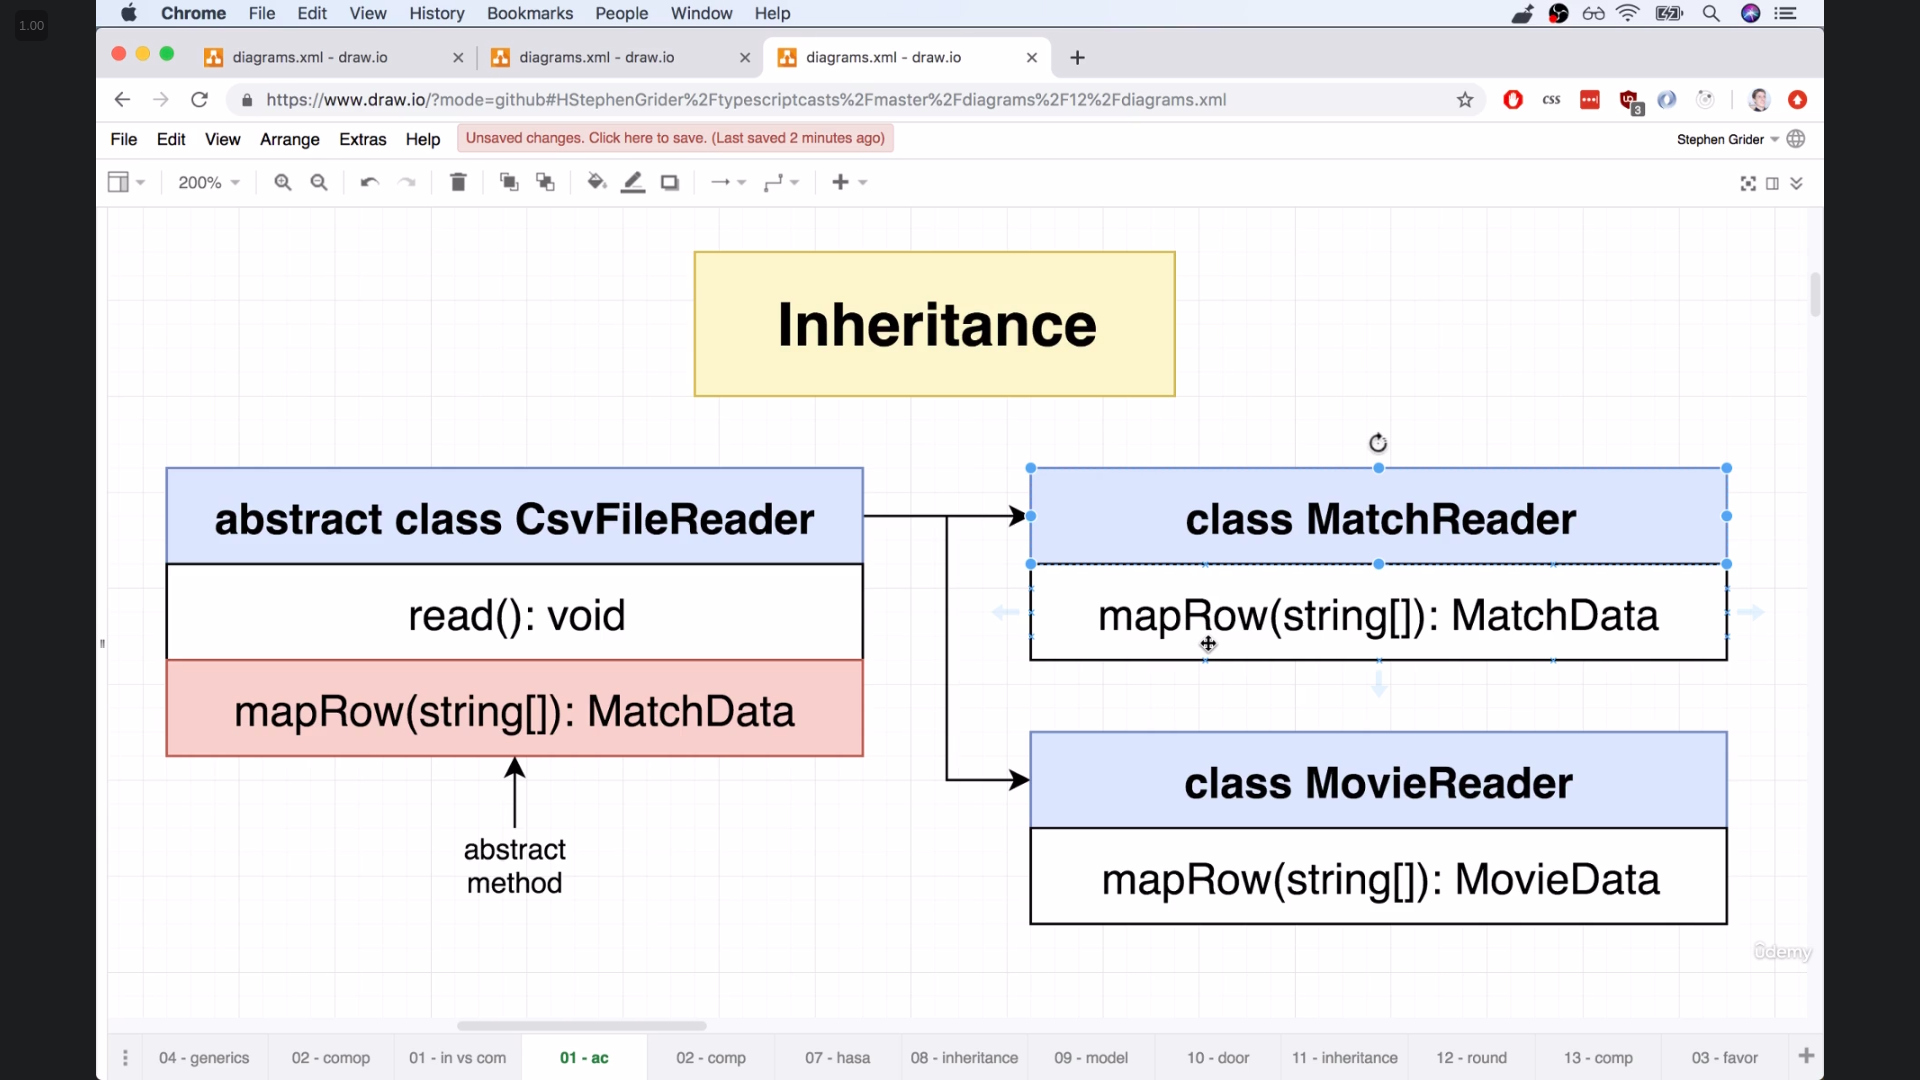 1.00
Chrome File Edit View History Bookmarks People Window Help
diagrams.xml - draw.io diagrams.xml - draw.io diagrams.xml - draw.io
https://www.draw.io/?mode=github#HStephenGrider%2Ftypescriptcasts%2Fmaster%2Fdiagrams%2F12%2Fdiagrams.xml css 3
File Edit View Arrange Extras Help Unsaved changes. Click here to save. (Last saved 2 minutes ago) Stephen Grider
200%
Inheritance
abstract class CsvFileReader
read(): void
mapRow(string[]): MatchData
abstract
method
class MatchReader
mapRow(string[]): MatchData
class MovieReader
mapRow(string[]): MovieData
ûdemy
04 - generics 02 - comop 01 - in vs com 01 - ac 02 - comp 07 - hasa 08 - inheritance 09 - model 10 - door 11 - inheritance 12 - round 13 - comp 03 - favor